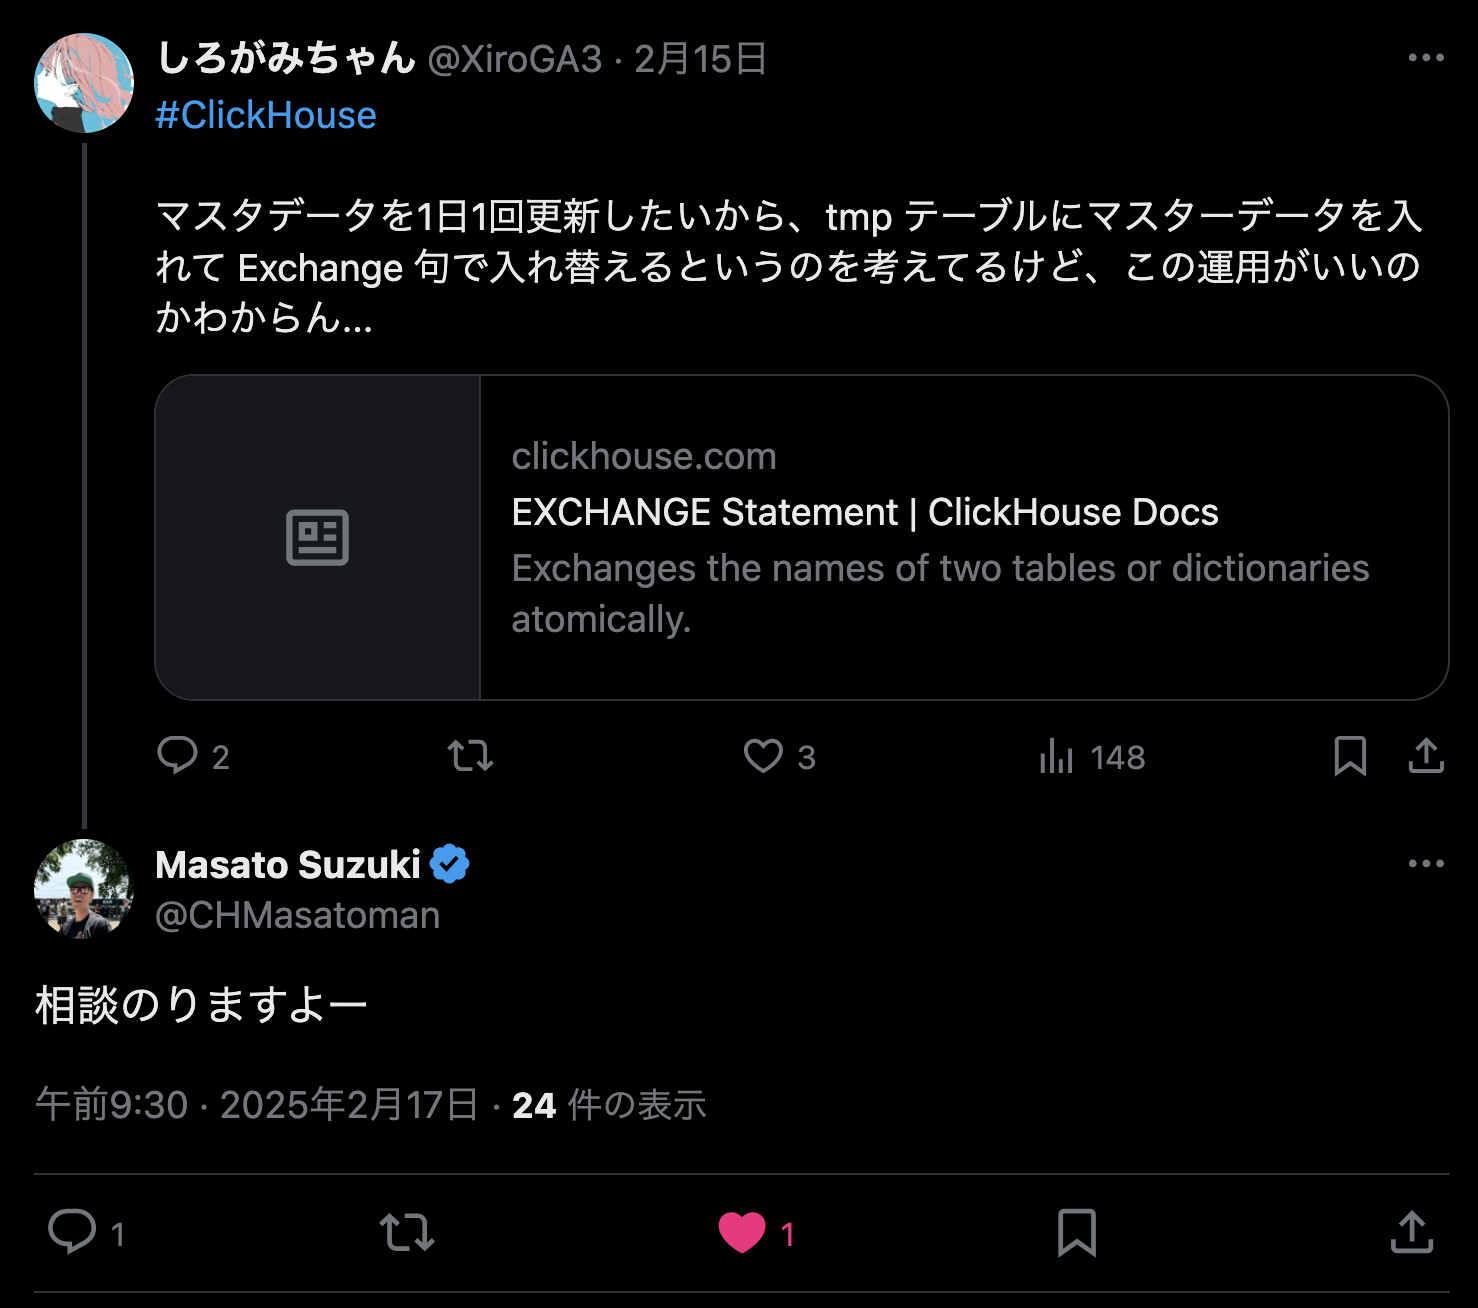 しろがみちゃん @XiroGA3 · 2月15日
#ClickHouse
マスタデータを1日1回更新したいから、tmp テーブルにマスターデータを入
れて Exchange 句で入れ替えるというのを考えてるけど、この運用がいいの
かわからん...
clickhouse.com
EXCHANGE Statement | ClickHouse Docs
Exchanges the names of two tables or dictionaries
atomically.
2 3 148
Masato Suzuki
@CHMasatoman
相談のりますよー
午前9:30 · 2025年2月17日 · 24 件の表示
1 1